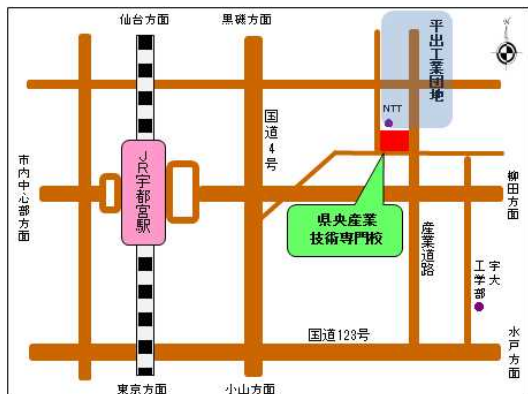 仙台方面
黒磯方面
平出工業団地
NTT
国道4号
市内中心部方面
JR宇都宮駅
柳田方面
県央産業
技術専門校
産業道路
宇大
工学部
国道123号
水戸方面
東京方面
小山方面